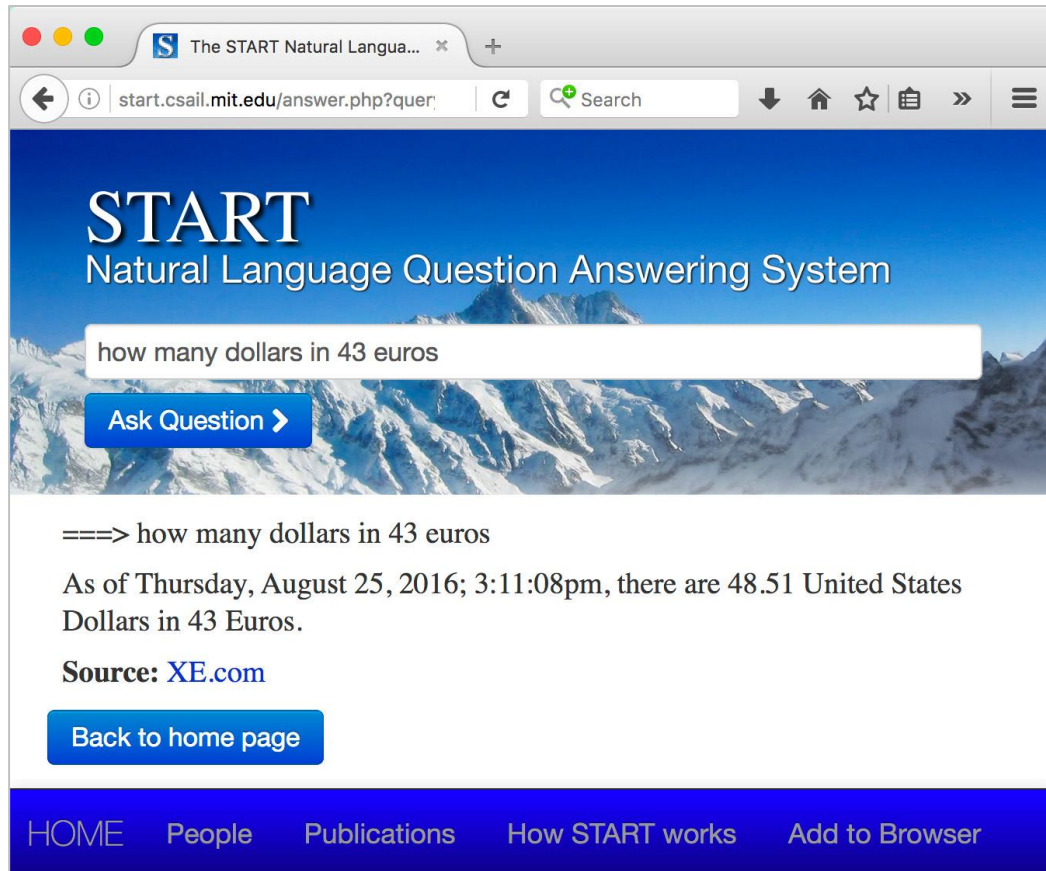 The START Natural Langua...
start.csail.mit.edu/answer.php?quer
Search
START
Natural Language Question Answering System
how many dollars in 43 euros
Ask Question
===> how many dollars in 43 euros
As of Thursday, August 25, 2016; 3:11:08pm, there are 48.51 United States
Dollars in 43 Euros.
Source: XE.com
Back to home page
HOME People Publications How START works Add to Browser